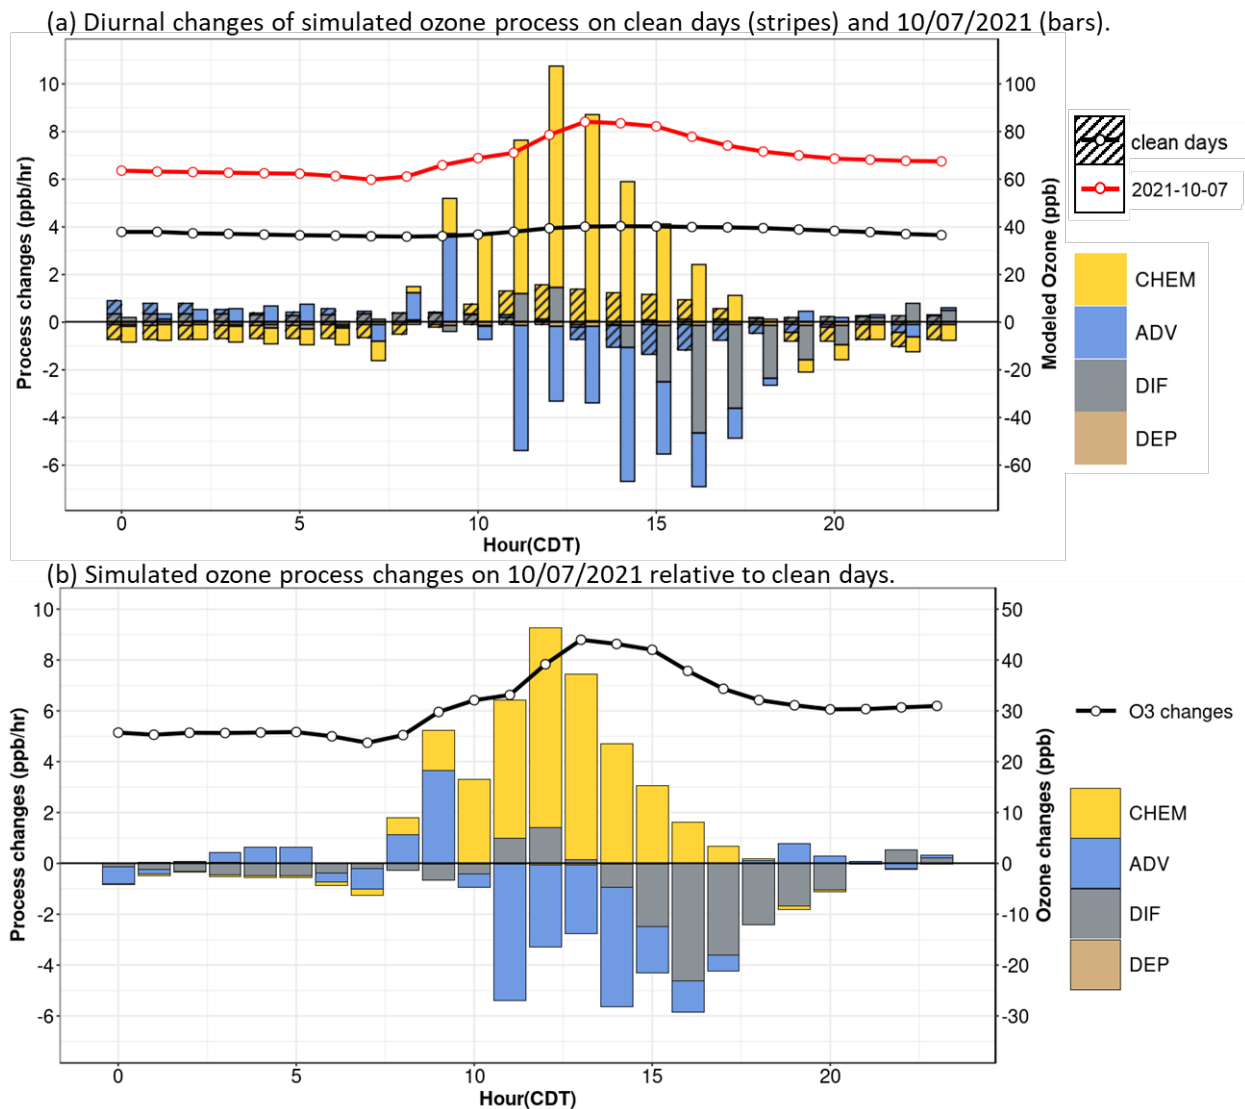 (a) Diurnal changes of simulated ozone process on clean days (stripes) and 10/07/2021 (bars).
10
8
6
4
2
0
-2
-4
-6
Process changes (ppb/hr)
100
80
60
40
20
0
-20
-40
-60
Modeled Ozone (ppb)
0 5 10 15 20
Hour(CDT)
clean days
2021-10-07
CHEM
ADV
DIF
DEP
(b) Simulated ozone process changes on 10/07/2021 relative to clean days.
10
8
6
4
2
0
-2
-4
-6
Process changes (ppb/hr)
50
40
30
20
10
0
-10
-20
-30
Ozone changes (ppb)
0 5 10 15 20
Hour(CDT)
O3 changes
CHEM
ADV
DIF
DEP